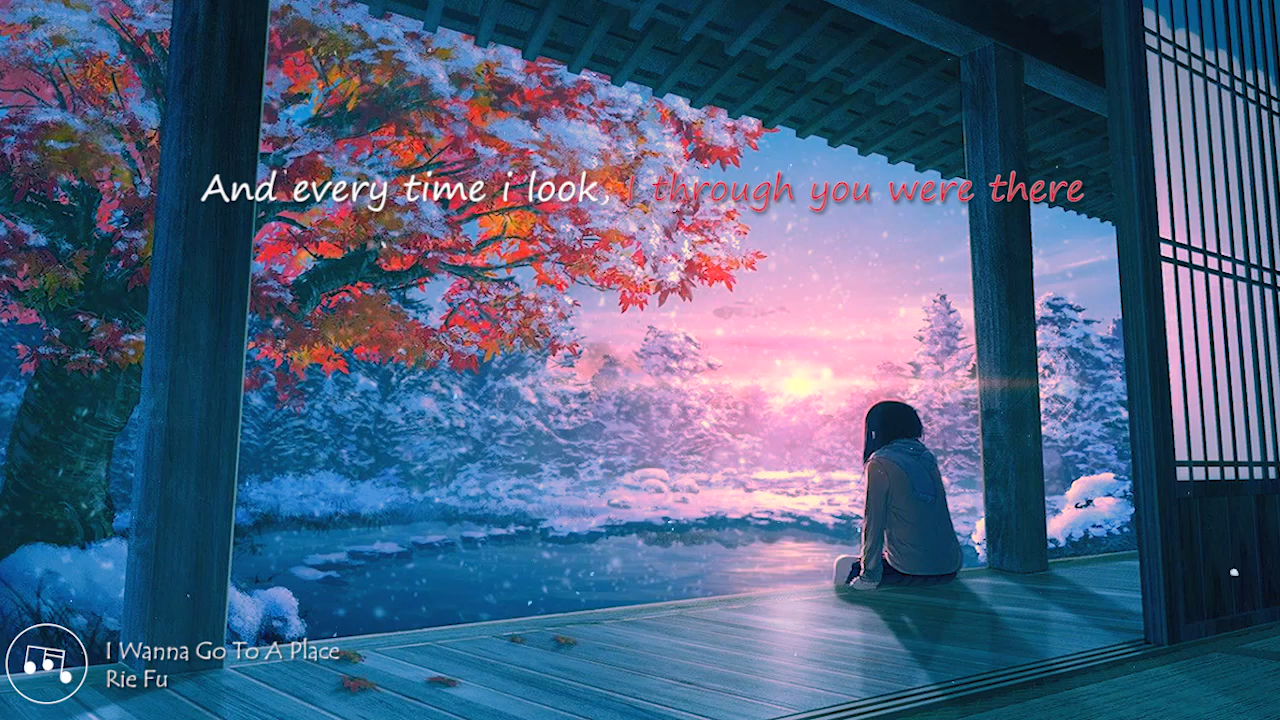 And every time i look, I through you were there
I Wanna Go To A Place
Rie Fu